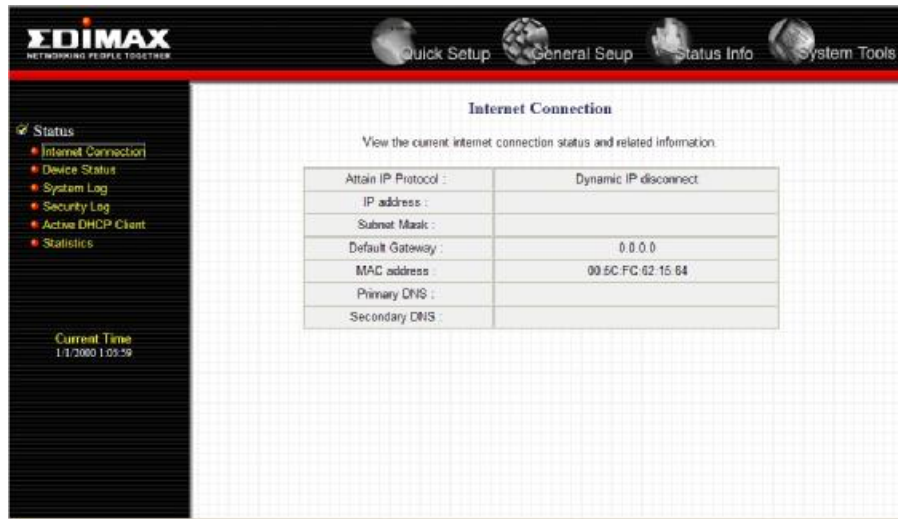 EDIMAX
NETWORKING PEOPLE TOGETHER
Quick Setup
General Seup
Status Info
System Tools
Status
Internet Connection
Device Status
System Log
Security Log
Active DHCP Client
Statistics
Current Time
1/1/2000 1:05:59
Internet Connection
View the current internet connection status and related information.
Attain IP Protocol : Dynamic IP disconnect
IP address :
Subnet Mask :
Default Gateway : 0.0.0.0
MAC address : 00:5C:FC:62:15:64
Primary DNS :
Secondary DNS :